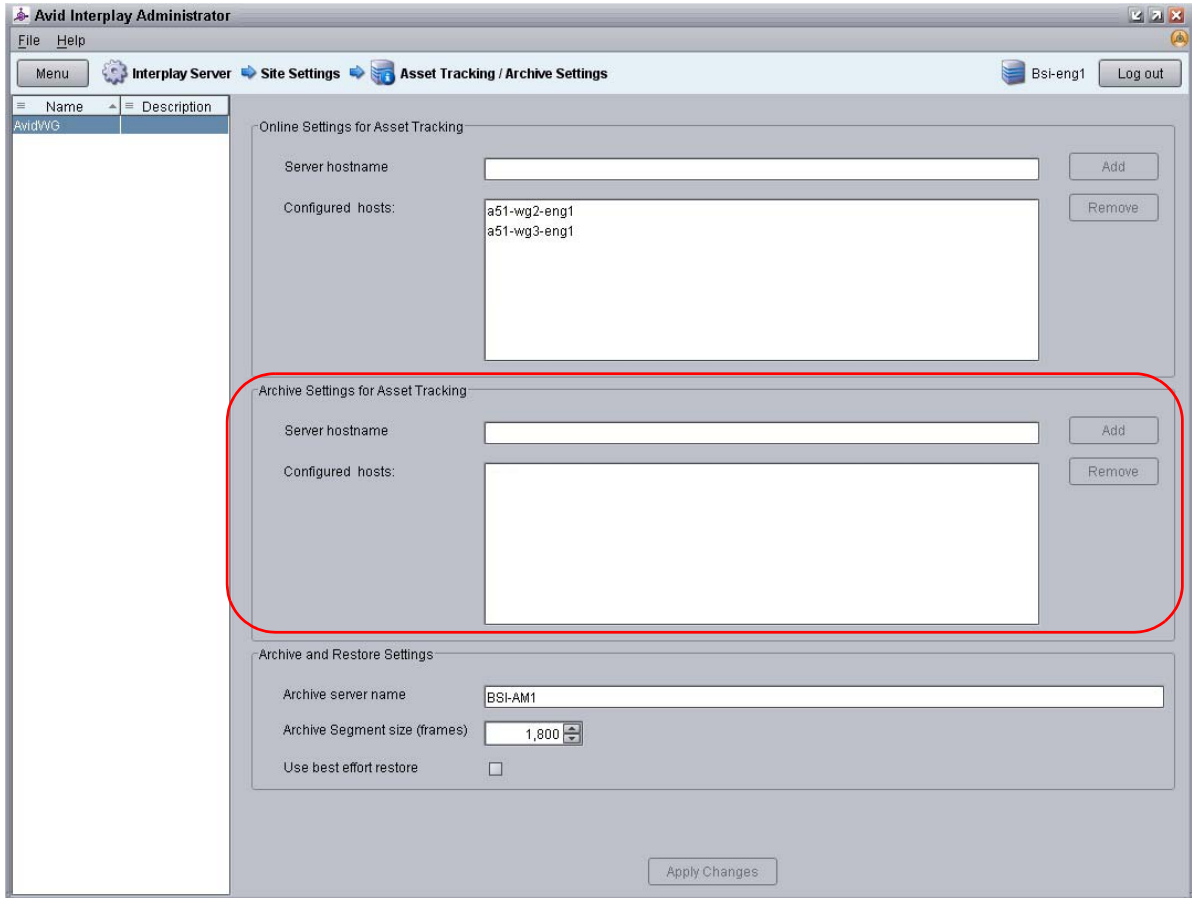 Avid Interplay Administrator
File Help
Menu Interplay Server Site Settings Asset Tracking / Archive Settings Bsi-eng1 Log out
Name Description
AvidWG
Online Settings for Asset Tracking
Server hostname Add
Configured hosts: Remove
a51-wg2-eng1
a51-wg3-eng1
Archive Settings for Asset Tracking
Server hostname Add
Configured hosts: Remove
Archive and Restore Settings
Archive server name BSI-AM1
Archive Segment size (frames) 1,800
Use best effort restore
Apply Changes